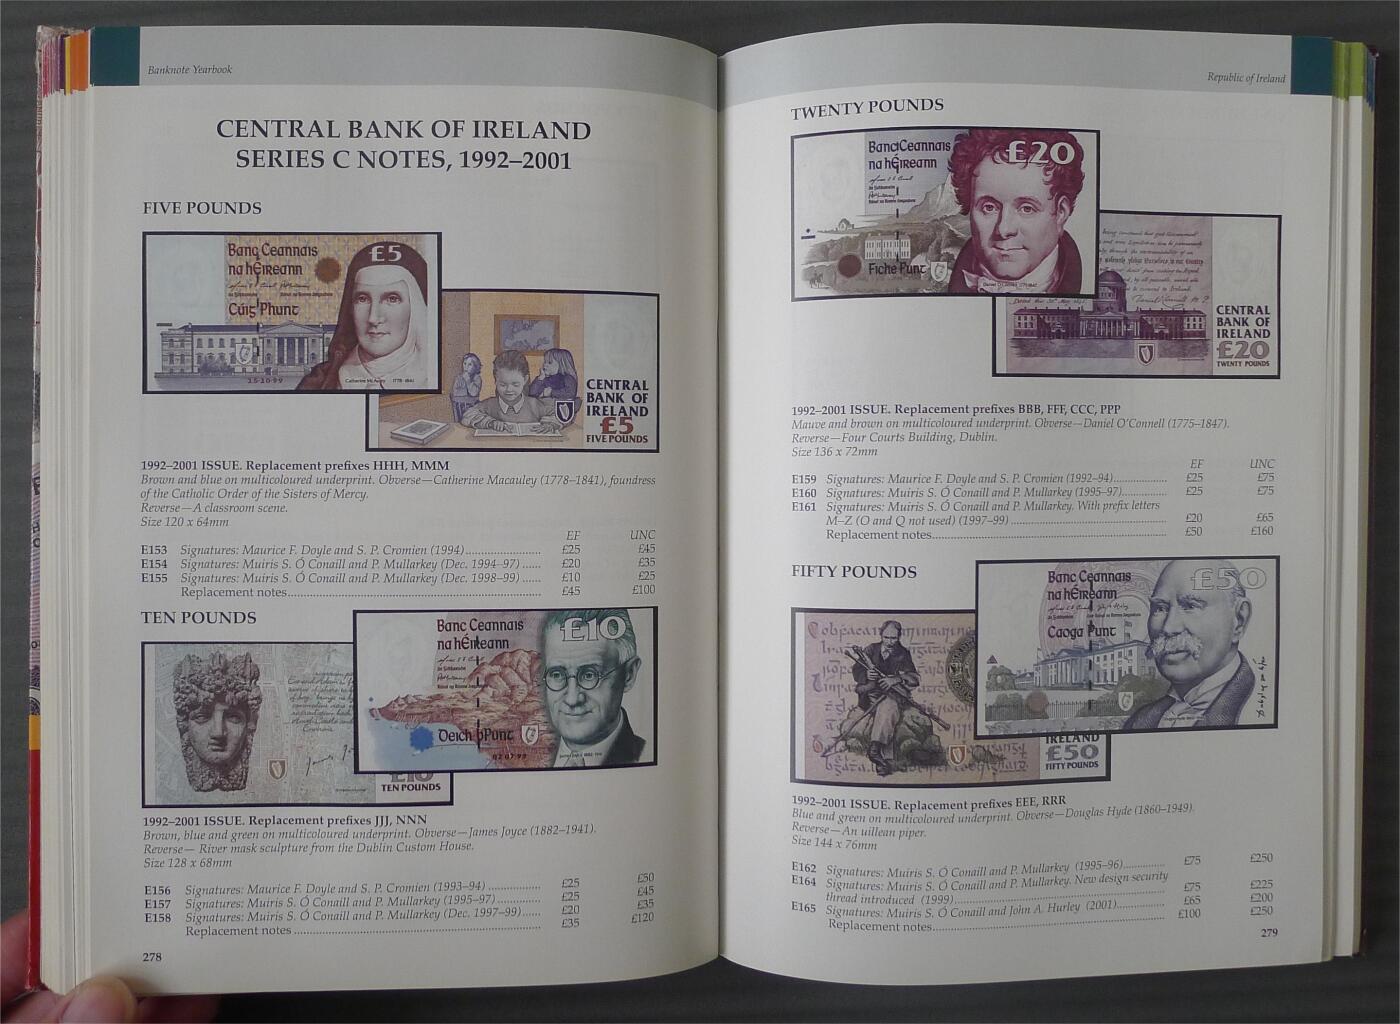 Banknote Yearbook
CENTRAL BANK OF IRELAND
SERIES C NOTES, 1992–2001
FIVE POUNDS
Banc Ceannais
na hÉireann
Cúig Phunt
15·10·99
£5
Catherine McAuley 1778-1841
CENTRAL
BANK OF
IRELAND
£5
FIVE POUNDS
1992–2001 ISSUE. Replacement prefixes HHH, MMM
Brown and blue on multicoloured underprint. Obverse—Catherine Macauley (1778–1841), foundress
of the Catholic Order of the Sisters of Mercy.
Reverse—A classroom scene.
Size 120 x 64mm
EF UNC
E153 Signatures: Maurice F. Doyle and S. P. Cromien (1994) £25 £45
E154 Signatures: Muiris S. Ó Conaill and P. Mullarkey (Dec. 1994–97) £20 £35
E155 Signatures: Muiris S. Ó Conaill and P. Mullarkey (Dec. 1998–99) £10 £25
Replacement notes £45 £100
TEN POUNDS
Banc Ceannais
na hÉireann
Deich bPunt
02·07·99
£10
£10
TEN POUNDS
1992–2001 ISSUE. Replacement prefixes JJJ, NNN
Brown, blue and green on multicoloured underprint. Obverse—James Joyce (1882–1941).
Reverse— River mask sculpture from the Dublin Custom House.
Size 128 x 68mm
E156 Signatures: Maurice F. Doyle and S. P. Cromien (1993–94) £25 £50
E157 Signatures: Muiris S. Ó Conaill and P. Mullarkey (1995–97) £25 £45
E158 Signatures: Muiris S. Ó Conaill and P. Mullarkey (Dec. 1997–99) £20 £35
Replacement notes £35 £120
278
Republic of Ireland
TWENTY POUNDS
Banc Ceannais
na hÉireann
Fiche Punt
£20
CENTRAL
BANK OF
IRELAND
£20
TWENTY POUNDS
1992–2001 ISSUE. Replacement prefixes BBB, FFF, CCC, PPP
Mauve and brown on multicoloured underprint. Obverse—Daniel O'Connell (1775–1847).
Reverse—Four Courts Building, Dublin.
Size 136 x 72mm
EF UNC
E159 Signatures: Maurice F. Doyle and S. P. Cromien (1992–94) £25 £75
E160 Signatures: Muiris S. Ó Conaill and P. Mullarkey (1995–97) £25 £75
E161 Signatures: Muiris S. Ó Conaill and P. Mullarkey. With prefix letters
M–Z (O and Q not used) (1997–99) £20 £65
Replacement notes £50 £160
FIFTY POUNDS
Banc Ceannais
na hÉireann
Caoga Punt
£50
IRELAND
£50
FIFTY POUNDS
1992–2001 ISSUE. Replacement prefixes EEE, RRR
Blue and green on multicoloured underprint. Obverse—Douglas Hyde (1860–1949).
Reverse—An uillean piper.
Size 144 x 76mm
E162 Signatures: Muiris S. Ó Conaill and P. Mullarkey (1995–96) £75 £250
E164 Signatures: Muiris S. Ó Conaill and P. Mullarkey. New design security
thread introduced (1999) £75 £225
E165 Signatures: Muiris S. Ó Conaill and John A. Hurley (2001) £65 £200
Replacement notes £100 £250
279